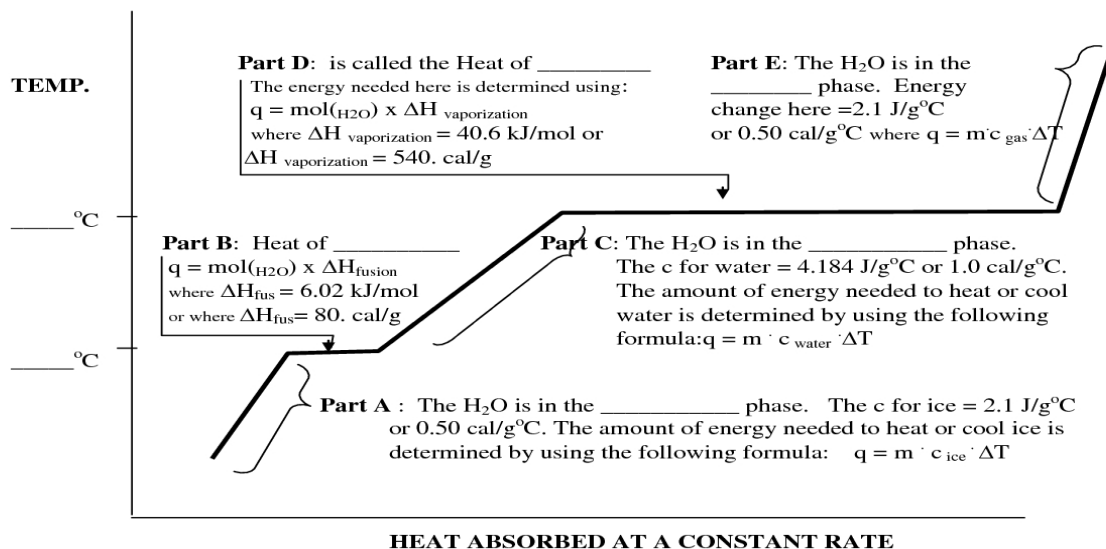 TEMP.
Part D: is called the Heat of __________
The energy needed here is determined using:
q = mol(H2O) x ΔH vaporization
where ΔH vaporization = 40.6 kJ/mol or
ΔH vaporization = 540. cal/g
Part E: The H2O is in the
_________ phase. Energy
change here =2.1 J/g°C
or 0.50 cal/g°C where q = m·c gas·ΔT
_____°C
Part B: Heat of ___________
q = mol(H2O) x ΔHfusion
where ΔHfus = 6.02 kJ/mol
or where ΔHfus= 80. cal/g
Part C: The H2O is in the ____________ phase.
The c for water = 4.184 J/g°C or 1.0 cal/g°C.
The amount of energy needed to heat or cool
water is determined by using the following
formula:q = m · c water · ΔT
_____°C
Part A : The H2O is in the ____________ phase. The c for ice = 2.1 J/g°C
or 0.50 cal/g°C. The amount of energy needed to heat or cool ice is
determined by using the following formula: q = m · c ice · ΔT
HEAT ABSORBED AT A CONSTANT RATE